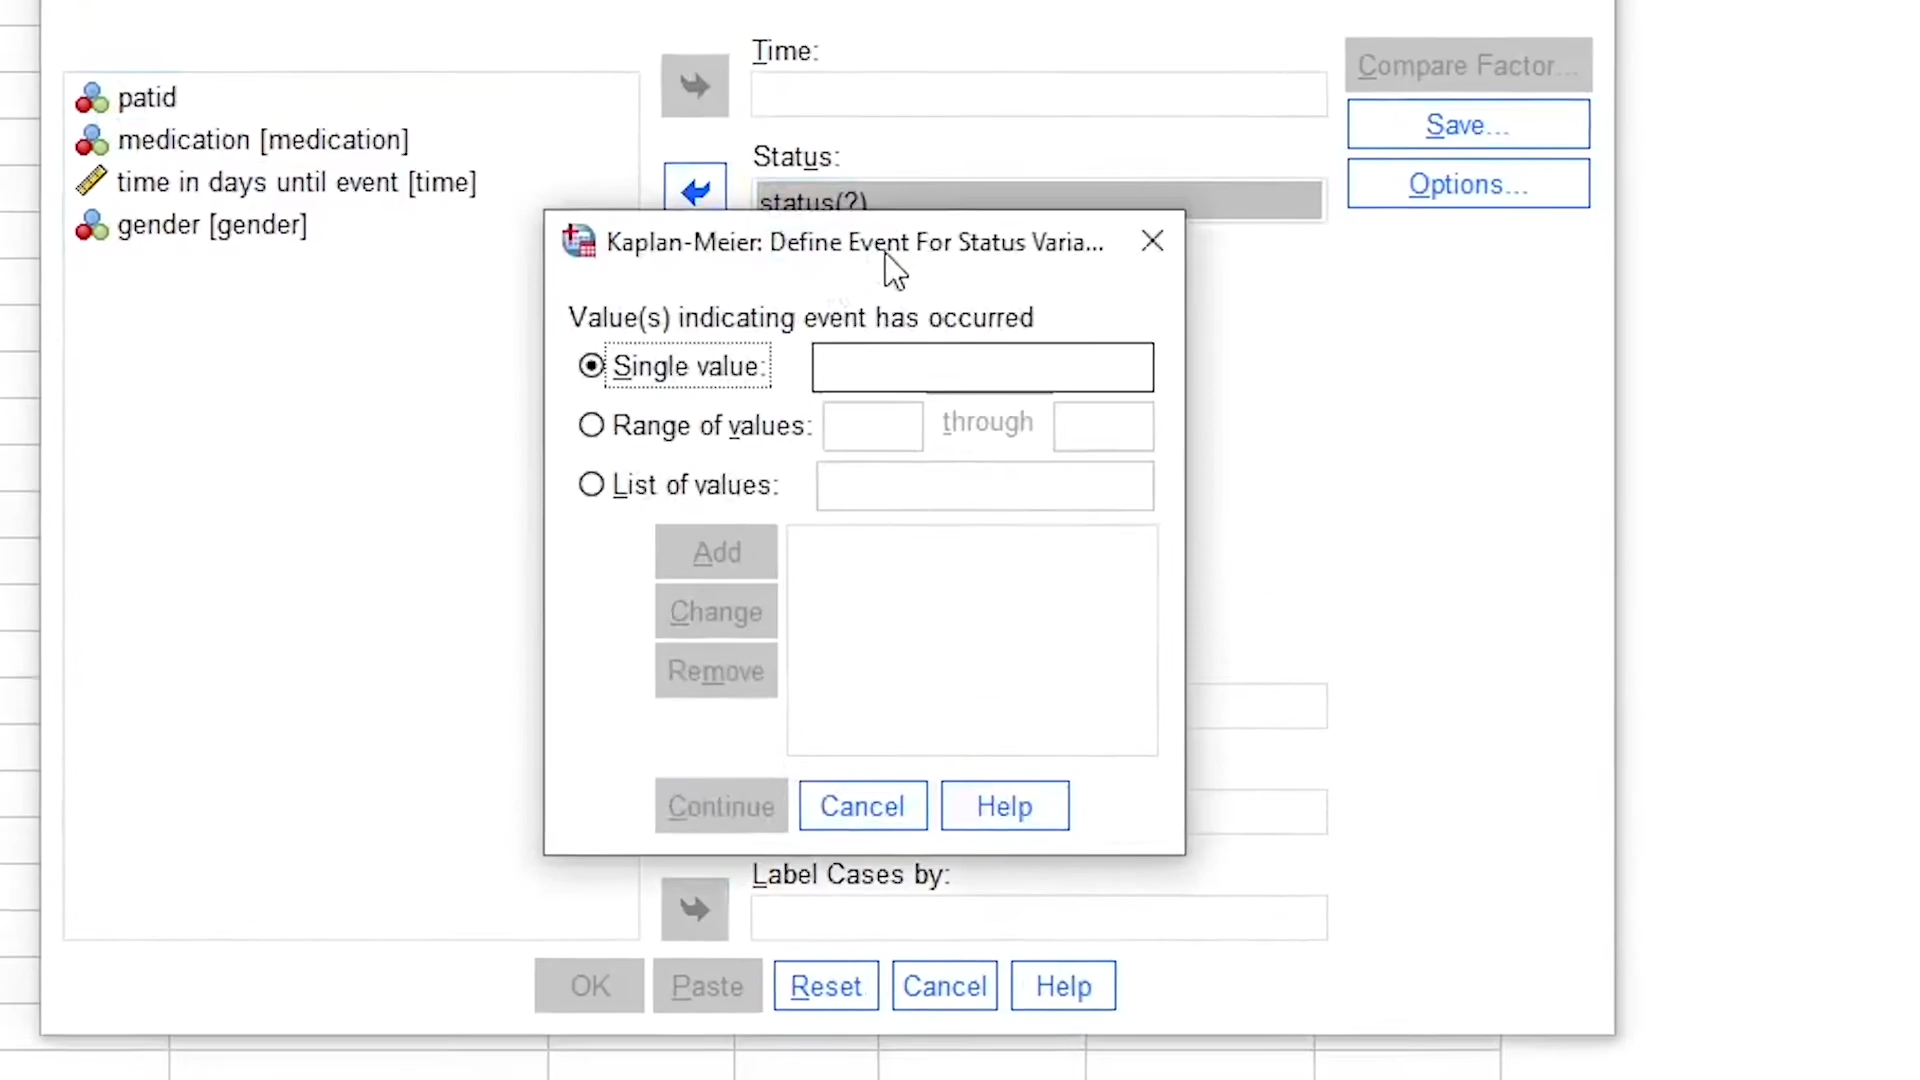 Time:
Compare Factor...
patid
medication [medication]
Save...
time in days until event [time]
Status:
Options...
status(?)
gender [gender]
Kaplan-Meier: Define Event For Status Varia...
Value(s) indicating event has occurred
Single value:
Range of values:
through
List of values:
Add
Change
Remove
Continue
Cancel
Help
Label Cases by:
OK
Paste
Reset
Cancel
Help